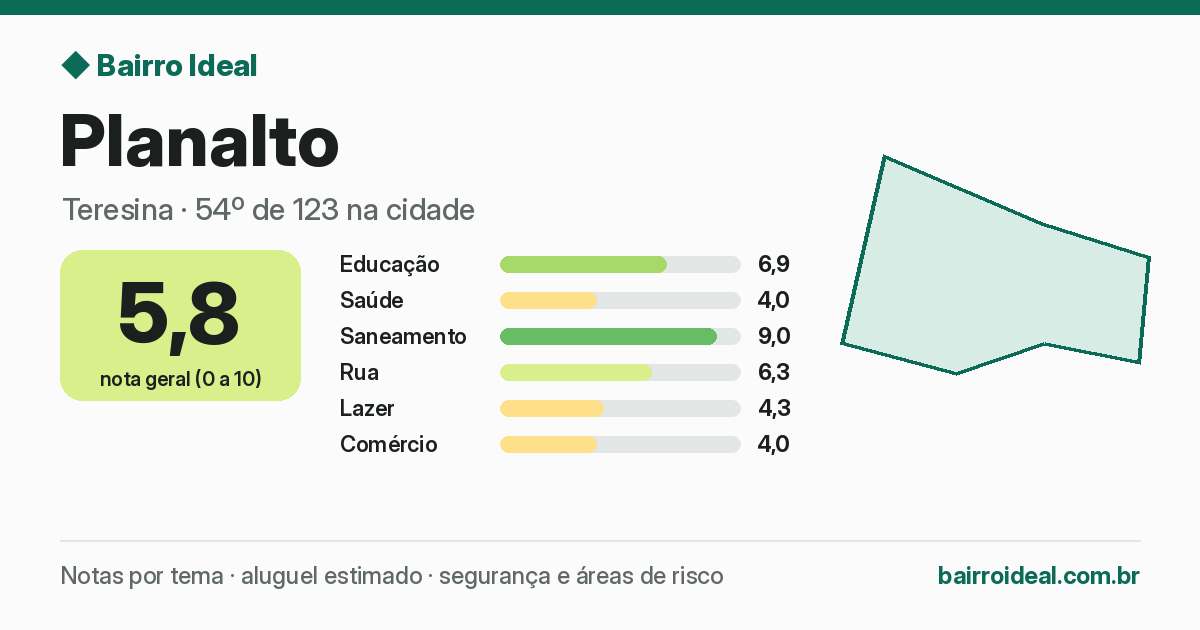 Bairro Ideal
Planalto
Teresina · 54º de 123 na cidade
5,8
nota geral (0 a 10)
Educação 6,9
Saúde 4,0
Saneamento 9,0
Rua 6,3
Lazer 4,3
Comércio 4,0
Notas por tema · aluguel estimado · segurança e áreas de risco
bairroideal.com.br